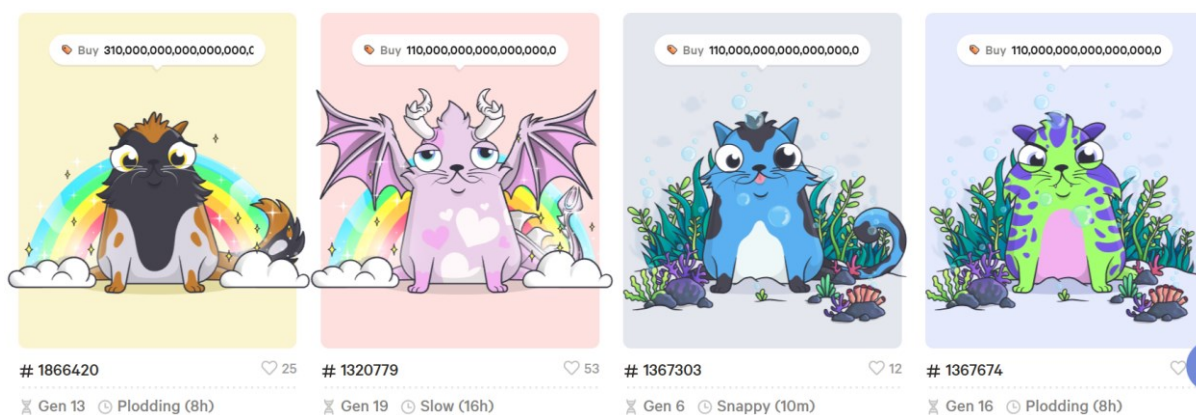 Buy 310,000,000,000,000,000,0
Buy 110,000,000,000,000,000,0
Buy 110,000,000,000,000,000,0
Buy 110,000,000,000,000,000,0
# 1866420 25
# 1320779 53
# 1367303 12
# 1367674
Gen 13 Plodding (8h)
Gen 19 Slow (16h)
Gen 6 Snappy (10m)
Gen 16 Plodding (8h)